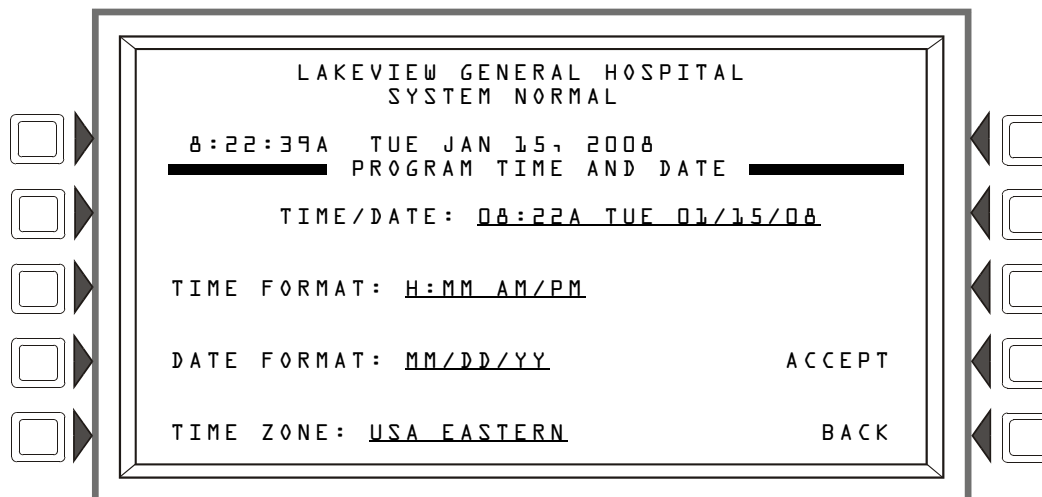 LAKEVIEW GENERAL HOSPITAL
SYSTEM NORMAL
8:22:39A TUE JAN 15, 2008
PROGRAM TIME AND DATE
TIME/DATE: 08:22A TUE 01/15/08
TIME FORMAT: H:MM AM/PM
DATE FORMAT: MM/DD/YY ACCEPT
TIME ZONE: USA EASTERN BACK